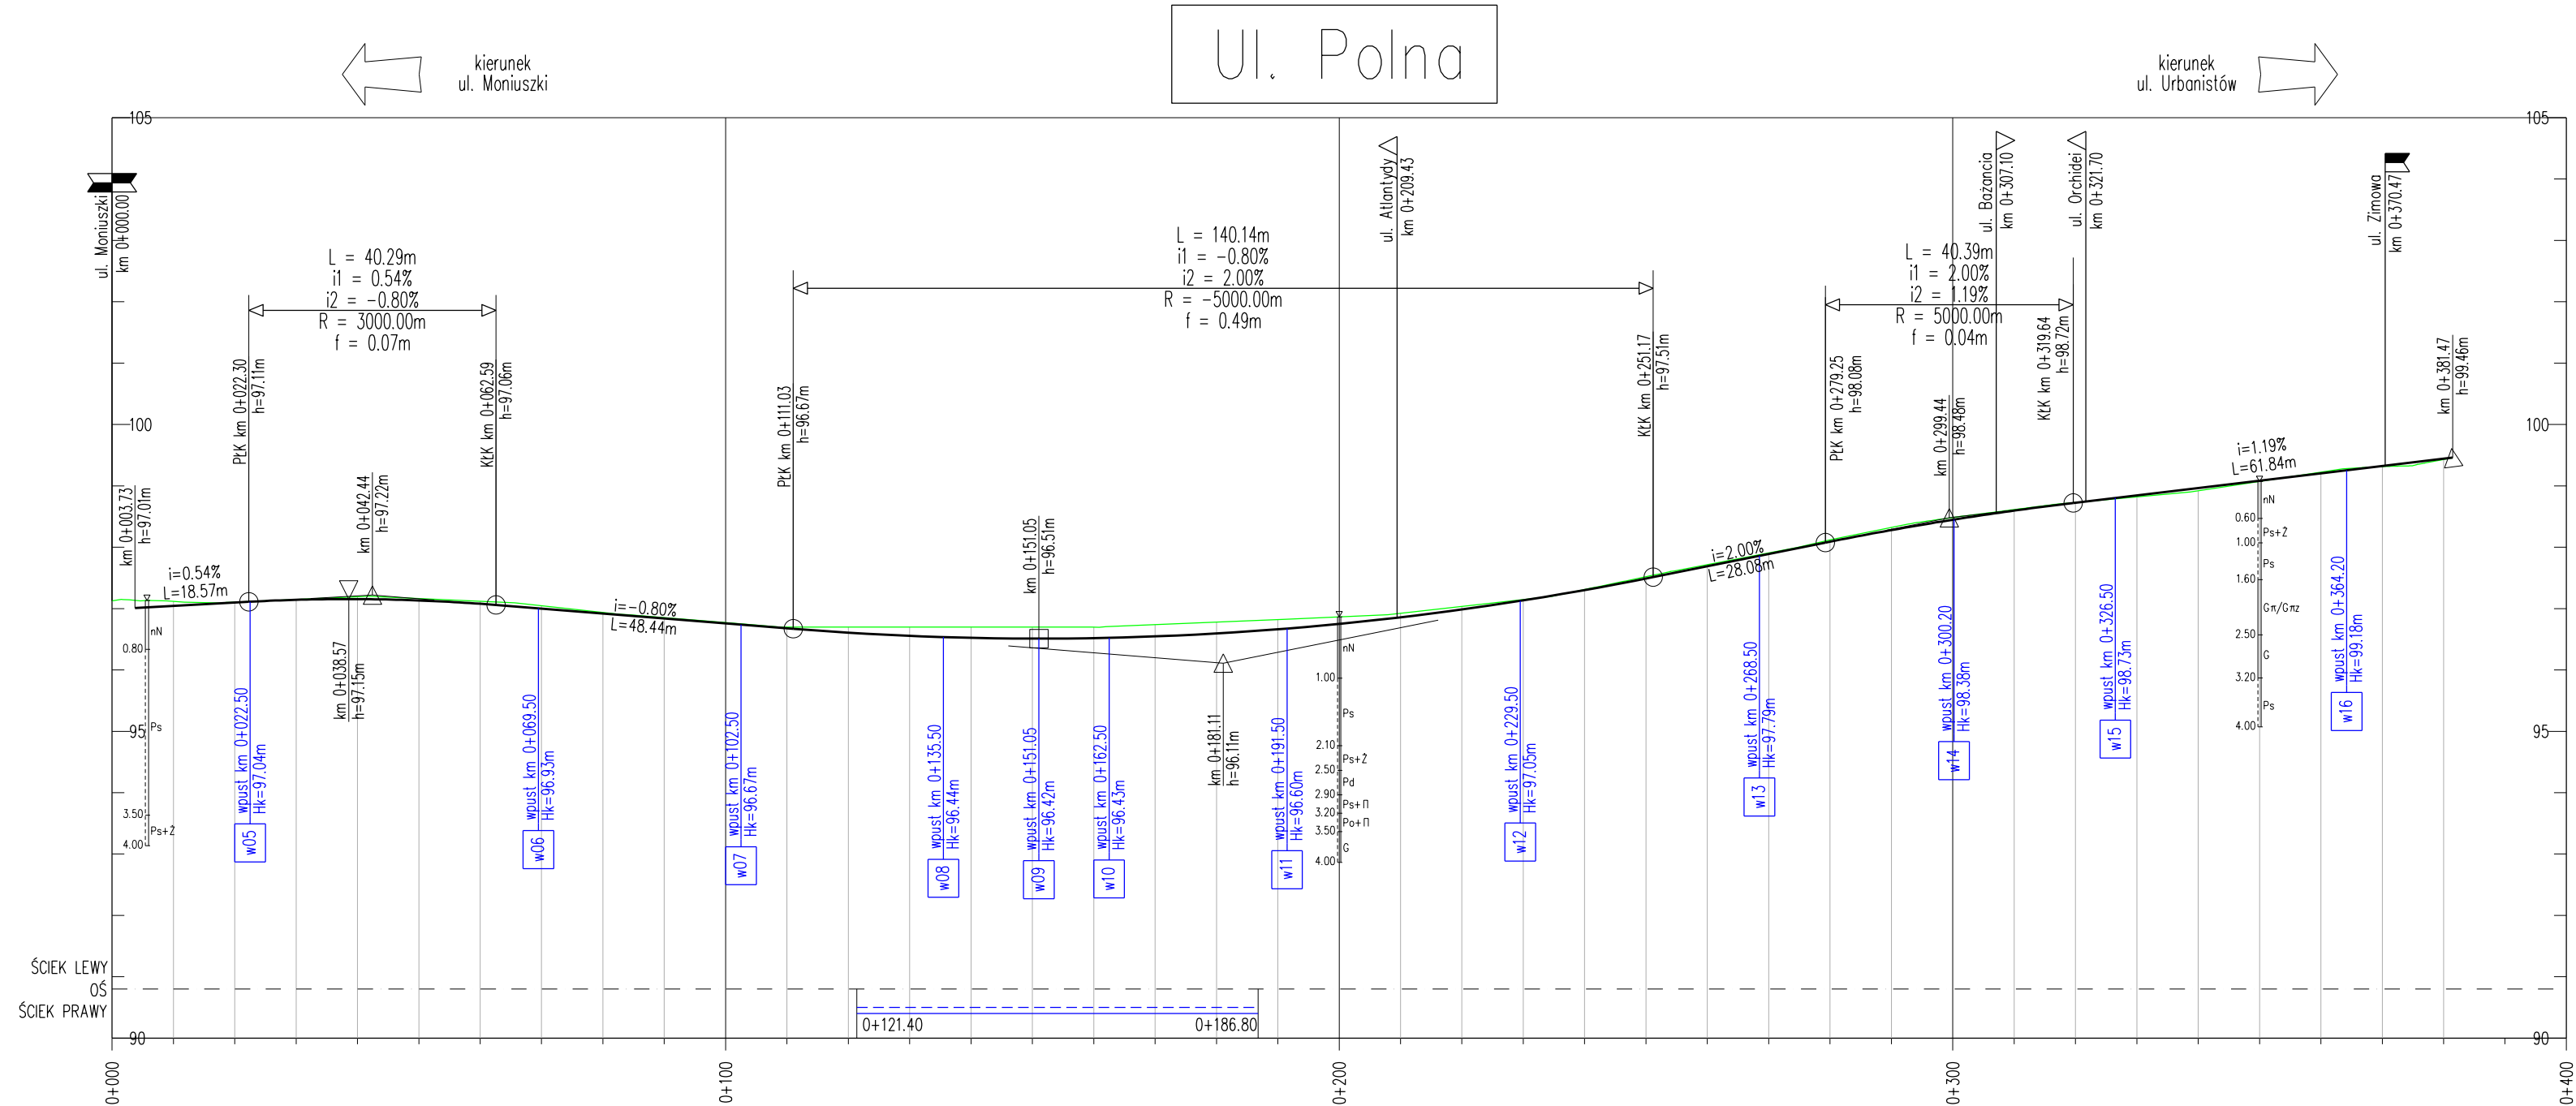 Ul. Polna
kierunek
ul. Moniuszki
kierunek
ul. Urbanistów
105
105
100
100
95
95
90
90
ul. Moniuszki
km 0+000.00
km 0+003.73
h=97.01m
i=0.54%
L=18.57m
PŁK km 0+022.30
h=97.11m
L = 40.29m
i1 = 0.54%
i2 = -0.80%
R = 3000.00m
f = 0.07m
km 0+038.57
h=97.15m
km 0+042.44
h=97.22m
KŁK km 0+062.59
h=97.06m
i=-0.80%
L=48.44m
PŁK km 0+111.03
h=96.67m
L = 140.14m
i1 = -0.80%
i2 = 2.00%
R = -5000.00m
f = 0.49m
km 0+151.05
h=96.51m
km 0+181.11
h=96.11m
ul. Atlantydy
km 0+209.43
KŁK km 0+251.17
h=97.51m
i=2.00%
L=28.08m
PŁK km 0+279.25
h=98.08m
L = 40.39m
i1 = 2.00%
i2 = 1.19%
R = 5000.00m
f = 0.04m
km 0+299.44
h=98.48m
ul. Bażancia
km 0+307.10
KŁK km 0+319.64
h=98.72m
ul. Orchidei
km 0+321.70
i=1.19%
L=61.84m
ul. Zimowa
km 0+370.47
km 0+381.47
h=99.46m
nN
0.80
Ps
3.50
Ps+Ż
4.00
wpust km 0+022.50
Hk=97.04m
w05
wpust km 0+069.50
Hk=96.93m
w06
wpust km 0+102.50
Hk=96.67m
w07
wpust km 0+135.50
Hk=96.44m
w08
wpust km 0+151.05
Hk=96.42m
w09
wpust km 0+162.50
Hk=96.43m
w10
wpust km 0+191.50
Hk=96.60m
w11
nN
1.00
Ps
2.10
Ps+Ż
2.50
Pd
2.90
Ps+Π
3.20
Po+Π
3.50
G
4.00
wpust km 0+229.50
Hk=97.05m
w12
wpust km 0+268.50
Hk=97.79m
w13
wpust km 0+300.20
Hk=98.38m
w14
wpust km 0+326.50
Hk=98.73m
w15
nN
0.60
Ps+Ż
1.00
Ps
1.60
Gπ/Gπz
2.50
G
3.20
Ps
4.00
wpust km 0+364.20
Hk=99.18m
w16
ŚCIEK LEWY
OŚ
ŚCIEK PRAWY
0+121.40
0+186.80
0+000
0+100
0+200
0+300
0+400